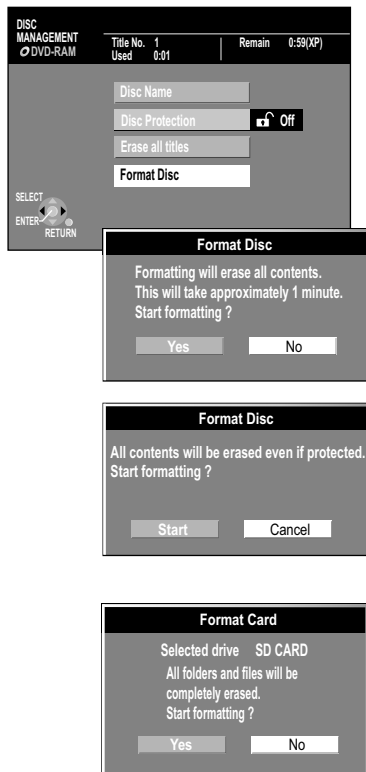 DISC
MANAGEMENT
DVD-RAM
Title No. 1
Used 0:01
Remain 0:59(XP)
Disc Name
Disc Protection
Off
Erase all titles
Format Disc
SELECT
ENTER
RETURN
Format Disc
Formatting will erase all contents.
This will take approximately 1 minute.
Start formatting ?
Yes No
Format Disc
All contents will be erased even if protected.
Start formatting ?
Start Cancel
Format Card
Selected drive SD CARD
All folders and files will be
completely erased.
Start formatting ?
Yes No